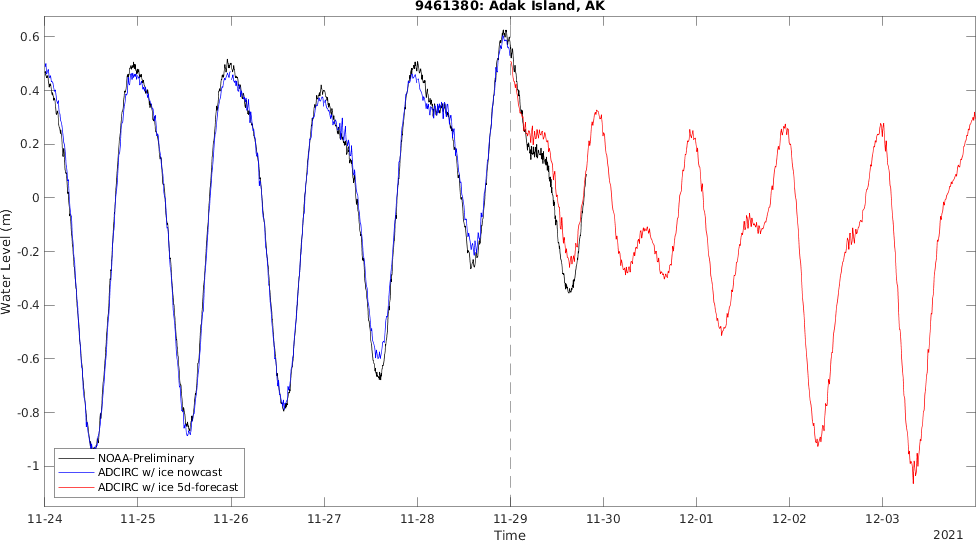 9461380: Adak Island, AK
0.6
0.4
0.2
0
-0.2
-0.4
-0.6
-0.8
-1
Water Level (m)
NOAA-Preliminary
ADCIRC w/ ice nowcast
ADCIRC w/ ice 5d-forecast
11-24 11-25 11-26 11-27 11-28 11-29 11-30 12-01 12-02 12-03
Time
2021